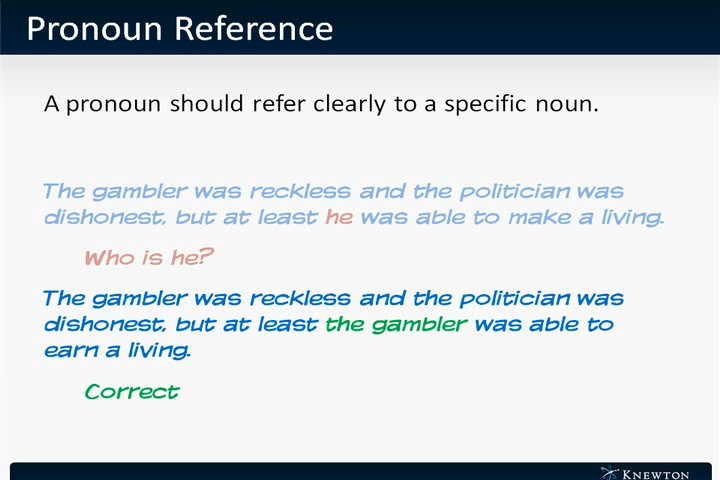 Pronoun Reference
A pronoun should refer clearly to a specific noun.
The gambler was reckless and the politician was
dishonest, but at least he was able to make a living.
Who is he?
The gambler was reckless and the politician was
dishonest, but at least the gambler was able to
earn a living.
Correct
KNEWTON